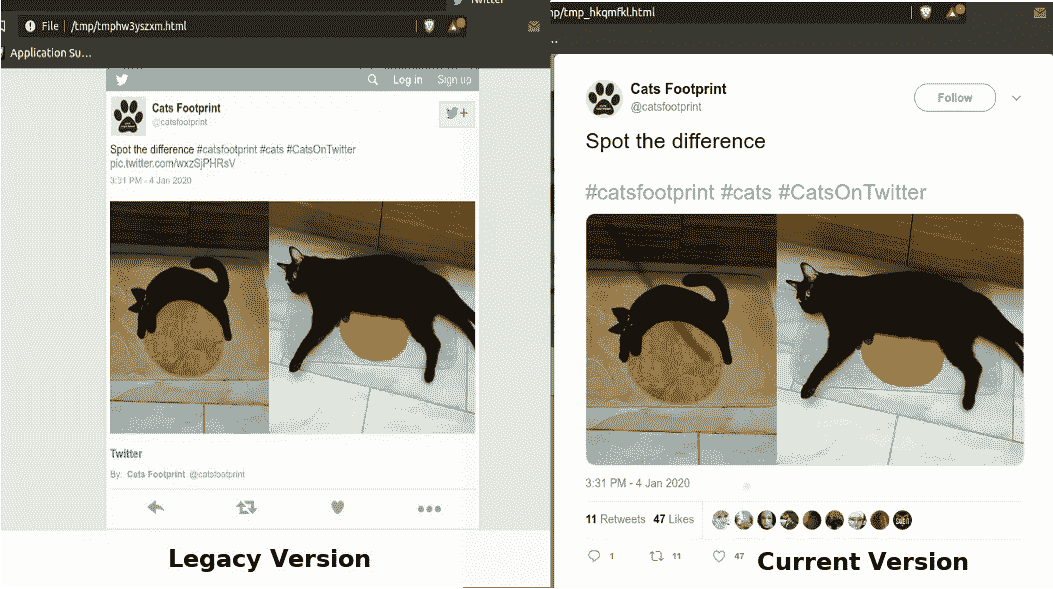 Twitter
File | /tmp/tmphw3yszxm.html
Application Su...
Log in Sign up
Cats Footprint
@catsfootprint
Spot the difference #catsfootprint #cats #CatsOnTwitter
pic.twitter.com/wxzSjPHRsV
3:31 PM - 4 Jan 2020
Twitter
By: Cats Footprint @catsfootprint
Legacy Version
/tmp_hkqmfkl.html
Cats Footprint
@catsfootprint
Follow
Spot the difference
#catsfootprint #cats #CatsOnTwitter
3:31 PM - 4 Jan 2020
11 Retweets 47 Likes
1 11 47
Current Version